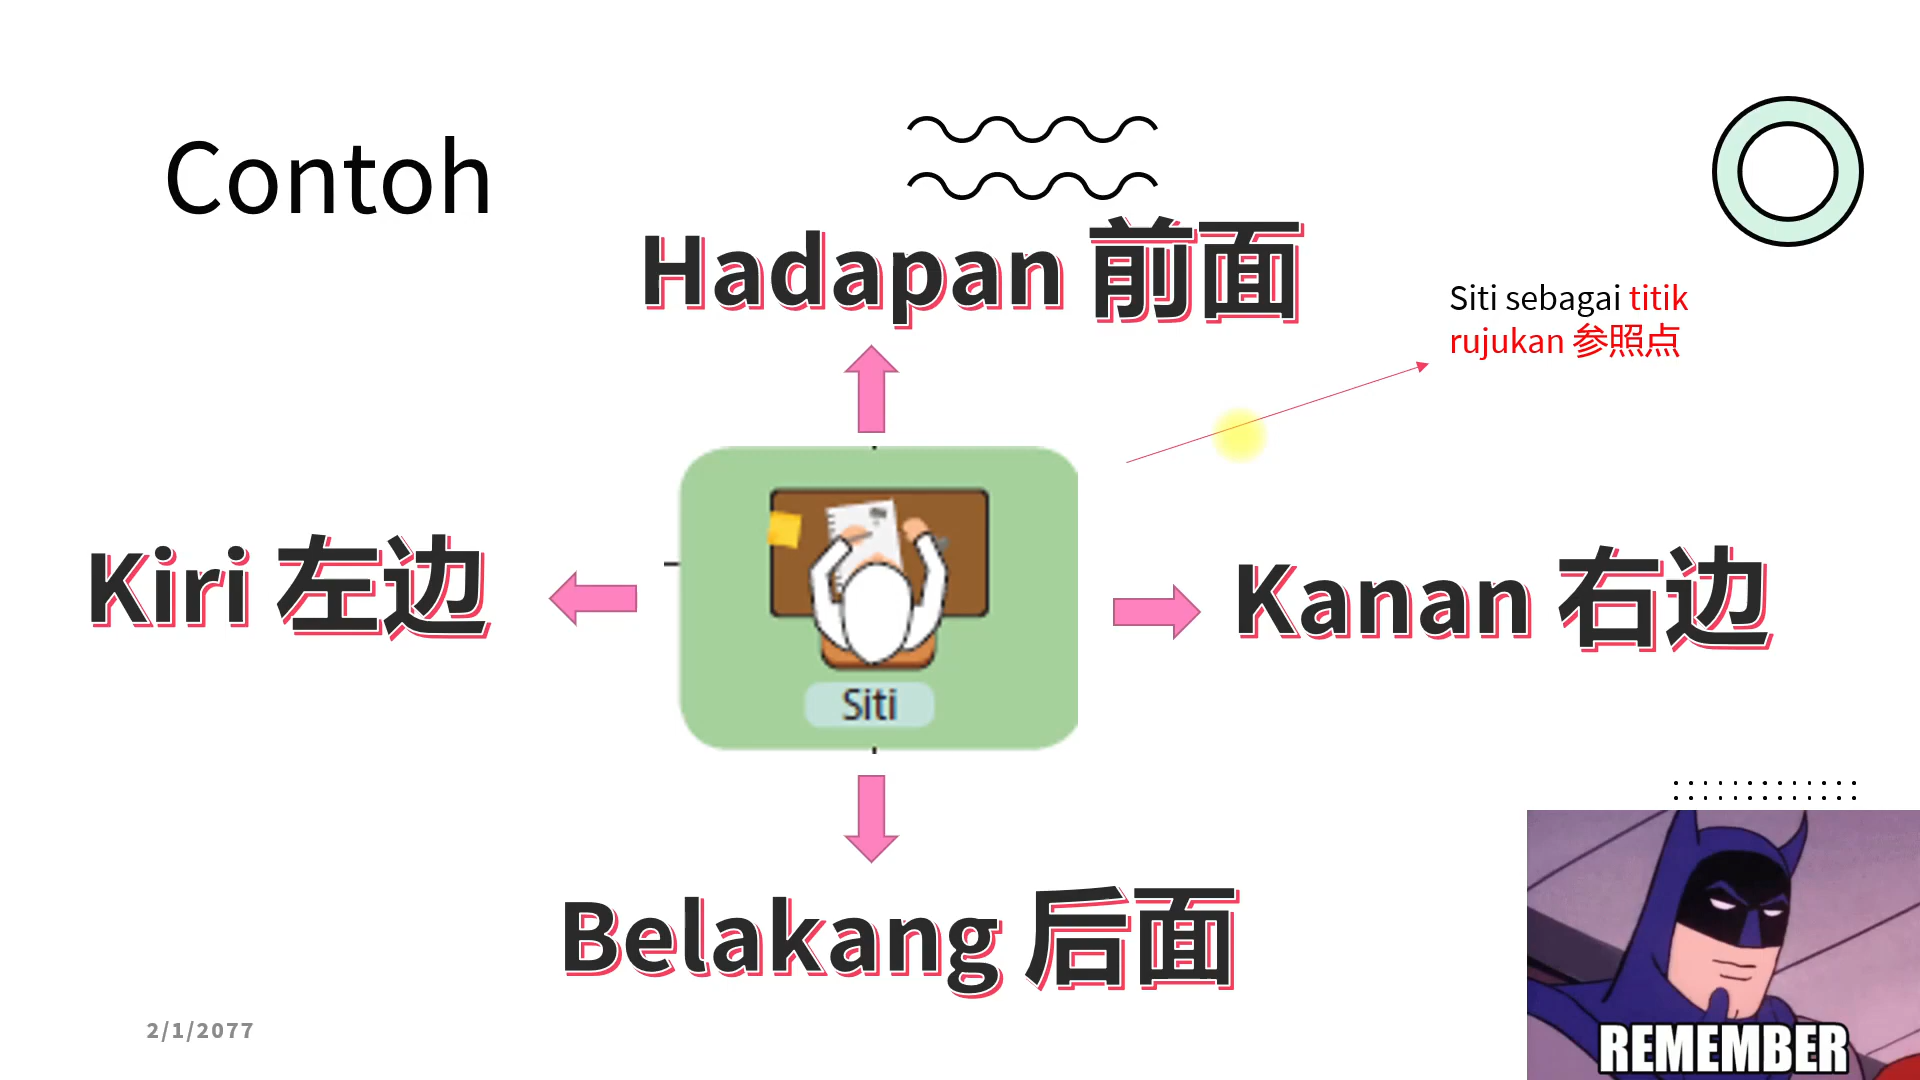 Contoh
Hadapan 前面
Siti sebagai titik
rujukan 参照点
Kiri 左边
Kanan 右边
Siti
Belakang 后面
2/1/2077
REMEMBER